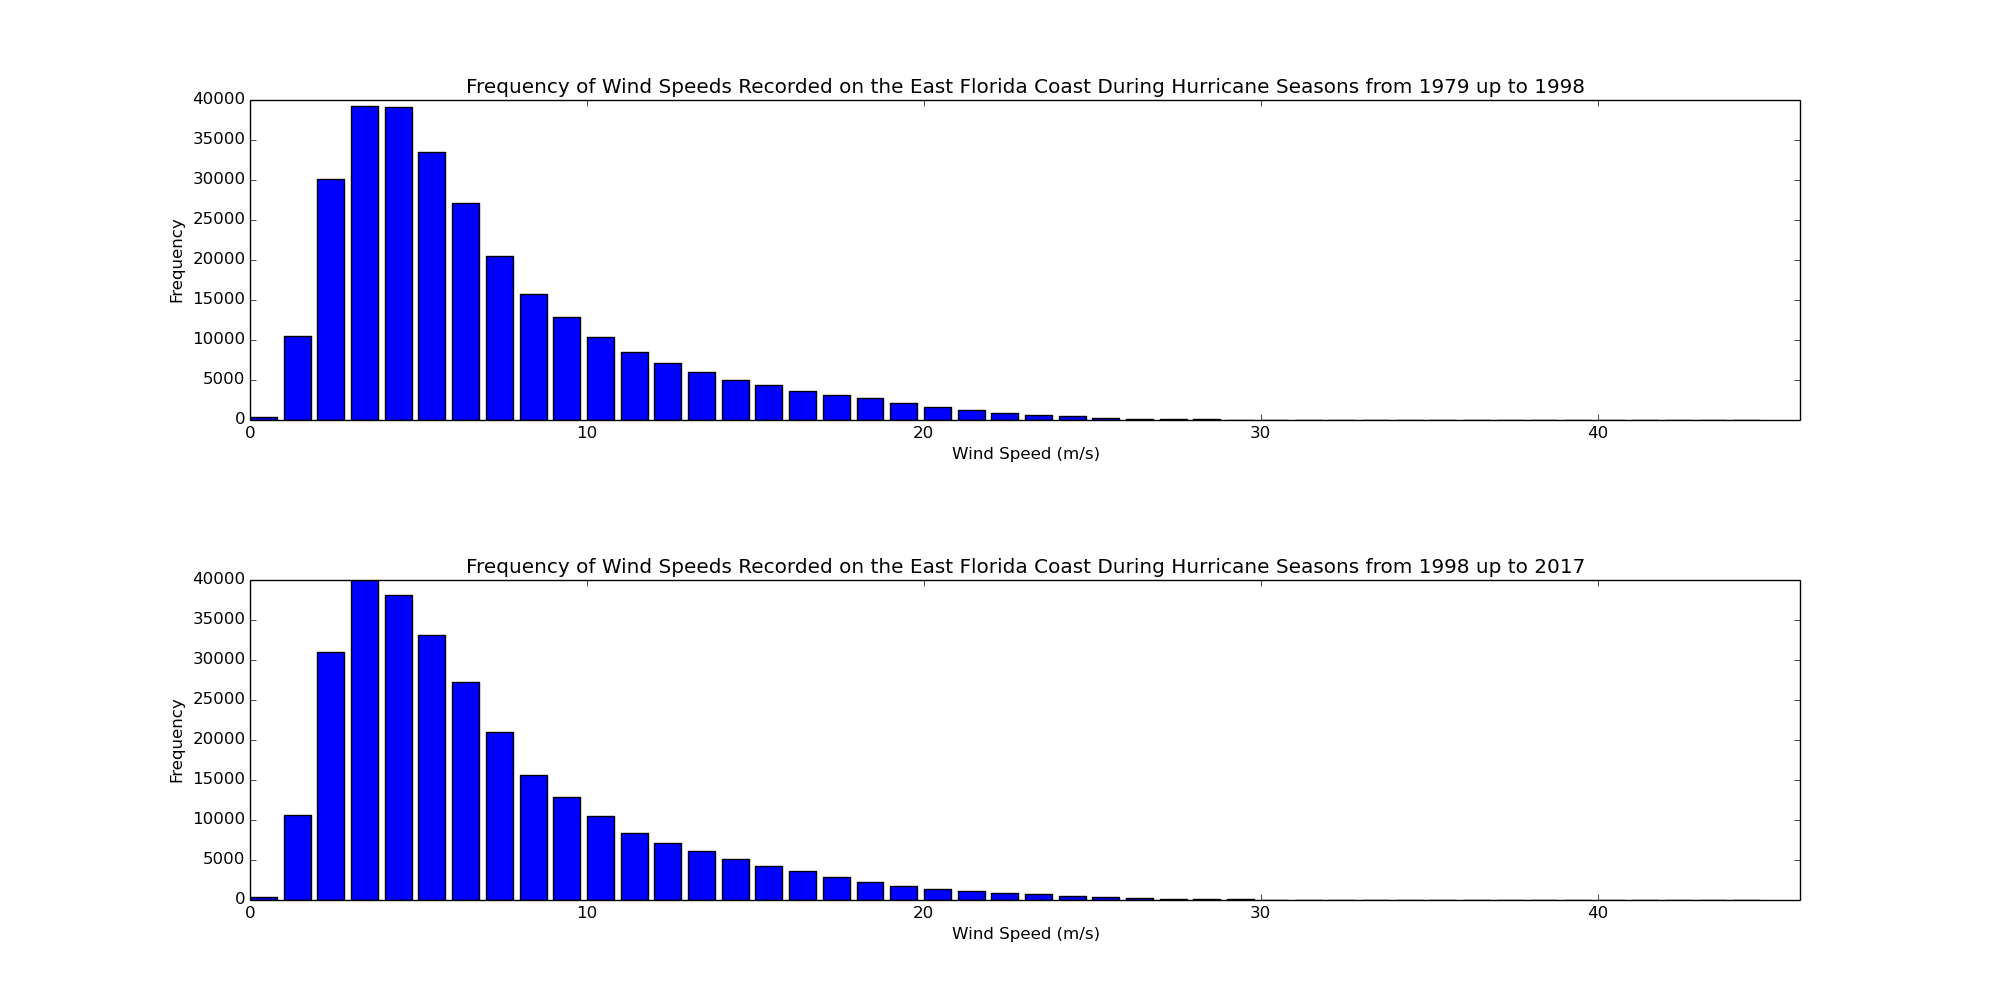 Frequency of Wind Speeds Recorded on the East Florida Coast During Hurricane Seasons from 1979 up to 1998
40000
35000
30000
25000
20000
15000
10000
5000
0
Frequency
0 10 20 30 40
Wind Speed (m/s)
Frequency of Wind Speeds Recorded on the East Florida Coast During Hurricane Seasons from 1998 up to 2017
40000
35000
30000
25000
20000
15000
10000
5000
0
Frequency
0 10 20 30 40
Wind Speed (m/s)